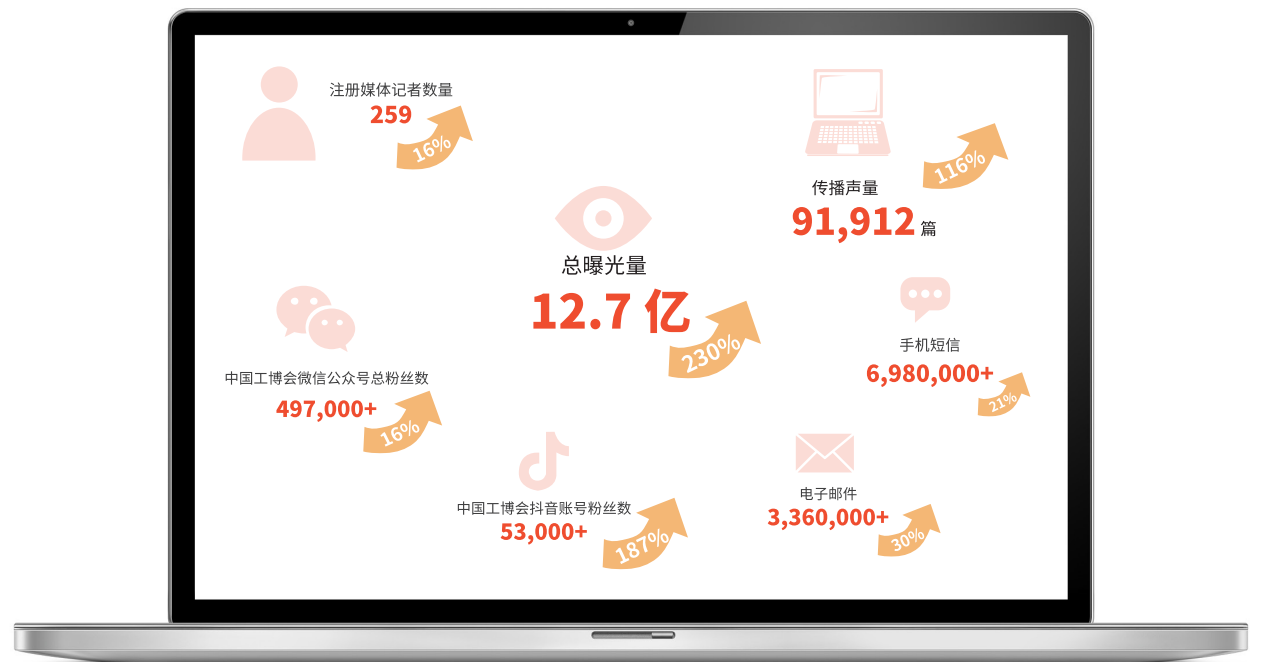 注册媒体记者数量
259
16%
传播声量
91,912 篇
116%
总曝光量
12.7 亿
230%
中国工博会微信公众号总粉丝数
497,000+
16%
手机短信
6,980,000+
21%
中国工博会抖音账号粉丝数
53,000+
187%
电子邮件
3,360,000+
30%